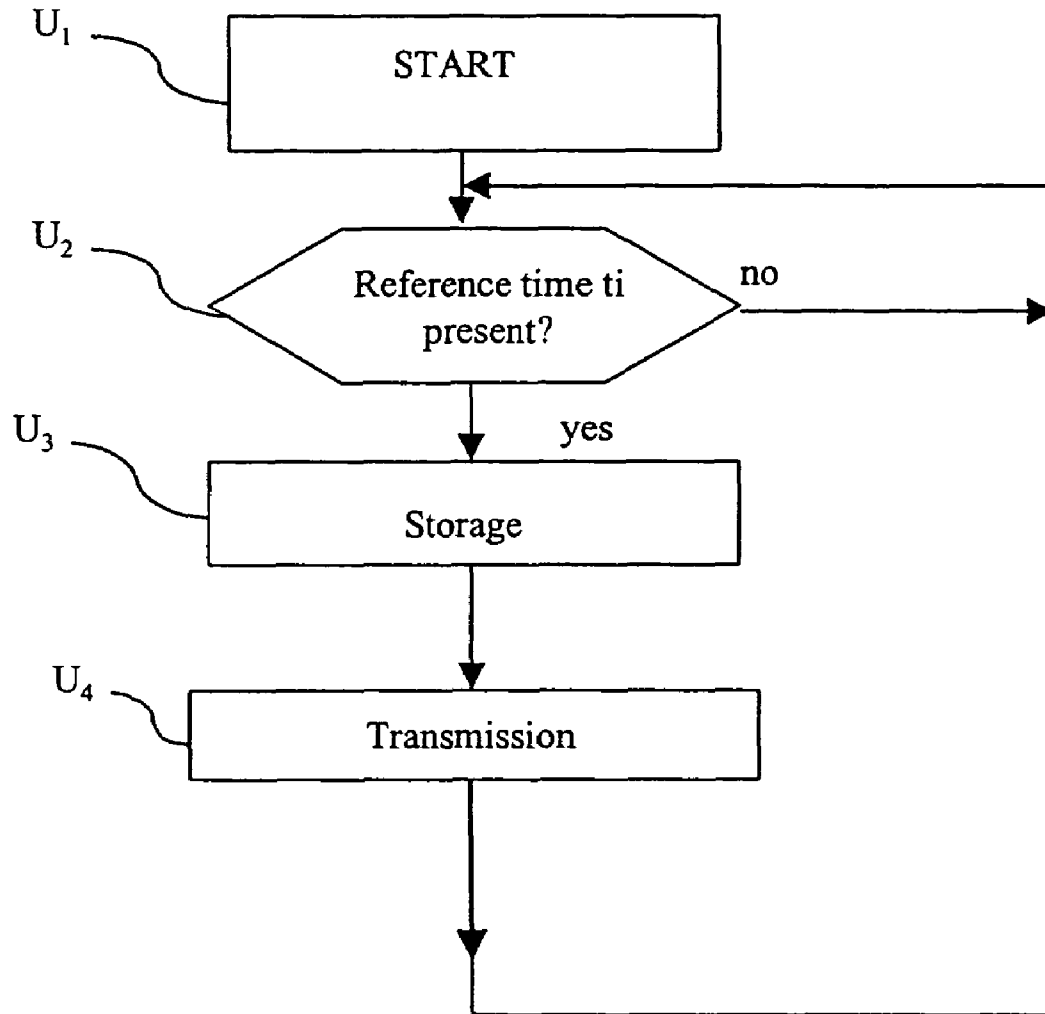 U₁
START
U₂
Reference time ti
present?
no
yes
U₃
Storage
U₄
Transmission